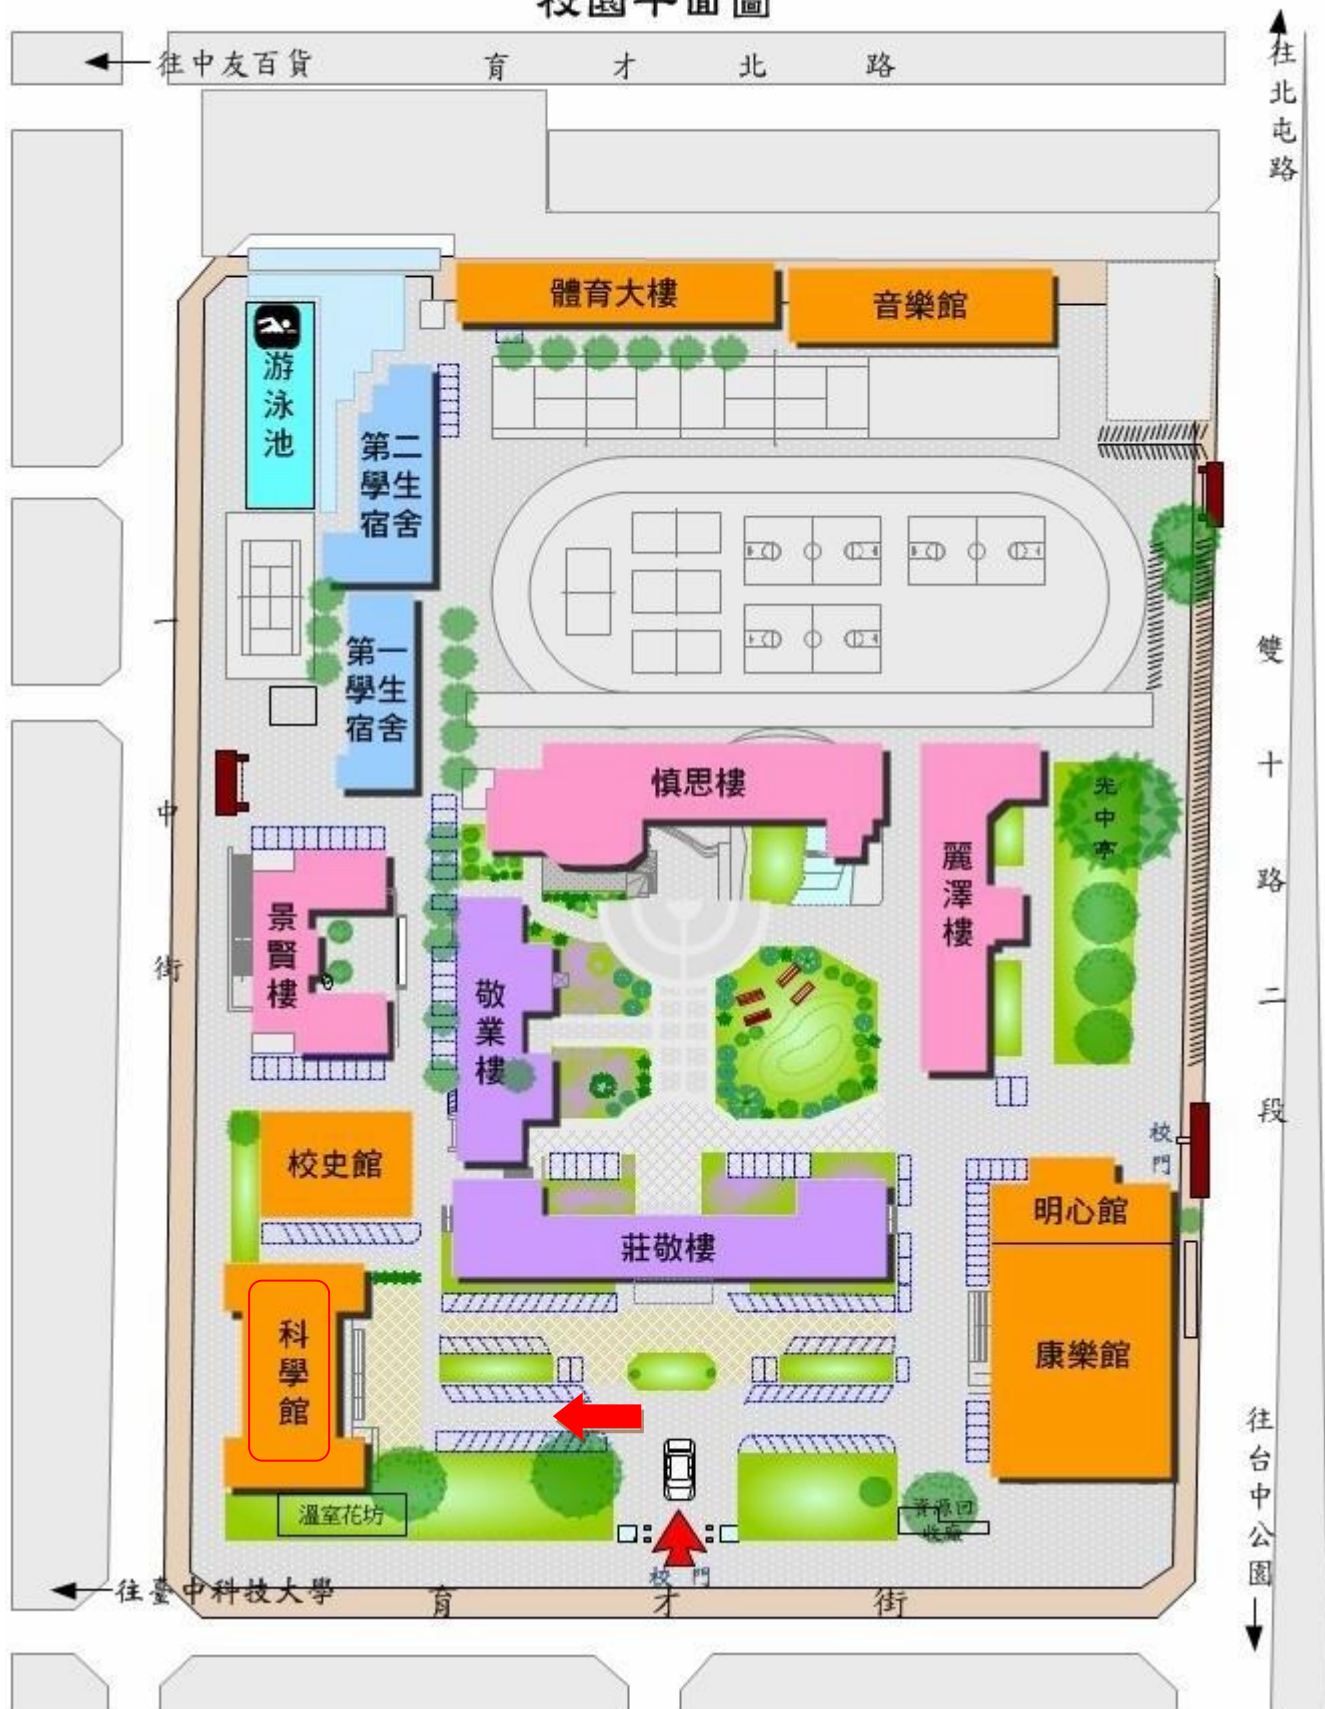 校園平面圖
往中友百貨
育才北路
往北屯路
體育大樓
音樂館
游泳池
第二學生宿舍
第一學生宿舍
一中街
雙十路二段
慎思樓
光中亭
麗澤樓
景賢樓
敬業樓
校門
校史館
明心館
莊敬樓
科學館
康樂館
往台中公園
溫室花坊
資源回
收廠
校門
往臺中科技大學
育才街